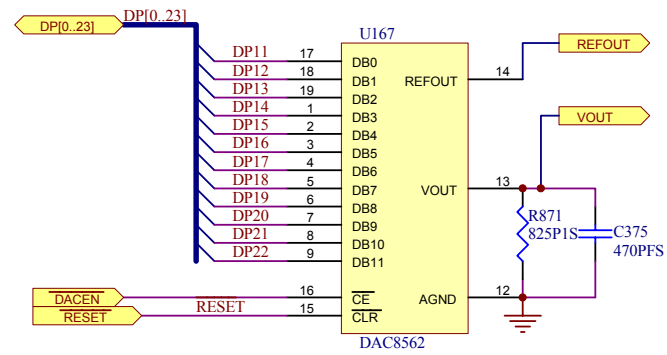 DP[0..23] DP[0..23] U167
REFOUT
DP11 17 DB0
DP12 18 DB1 REFOUT 14
DP13 19 DB2
DP14 1 DB3
VOUT
DP15 2 DB4
DP16 3 DB5
DP17 4 DB6
DP18 5 DB7 VOUT 13
DP19 6 DB8
R871
825P1S
DP20 7 DB9
C375
470PFS
DP21 8 DB10
DP22 9 DB11
DACEN 16 CE AGND 12
RESET RESET 15 CLR
DAC8562